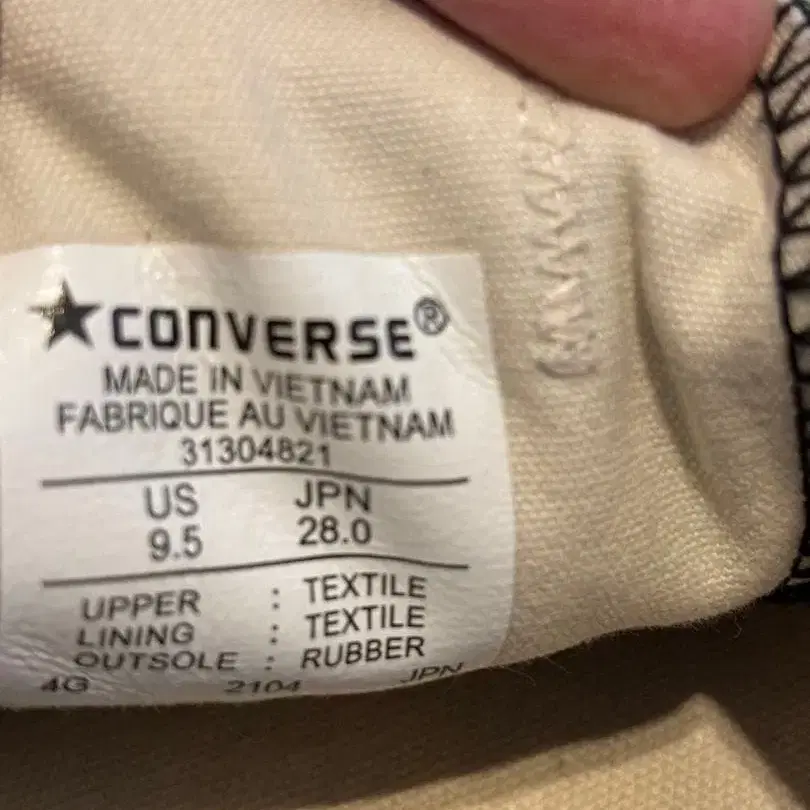 ★CONVERSE®
MADE IN VIETNAM
FABRIQUE AU VIETNAM
31304821
US JPN
9.5 28.0
UPPER : TEXTILE
LINING : TEXTILE
OUTSOLE : RUBBER
4G 2104 JPN